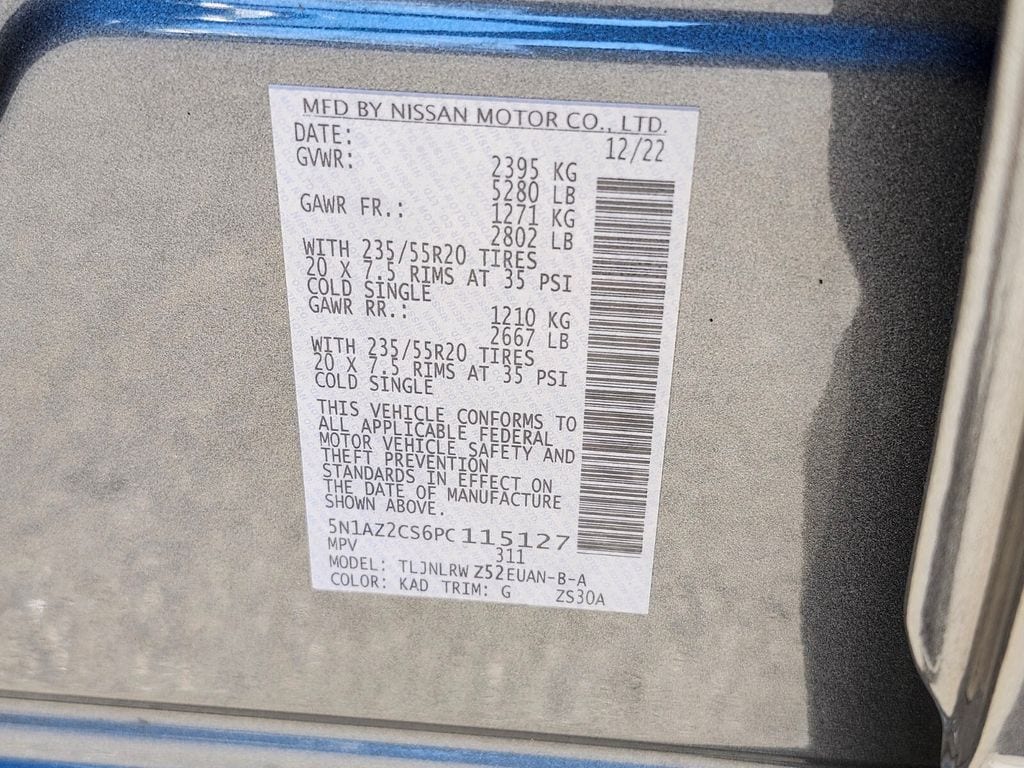 MFD BY NISSAN MOTOR CO., LTD.
DATE: 12/22
GVWR: 2395 KG
5280 LB
GAWR FR.: 1271 KG
2802 LB
WITH 235/55R20 TIRES
20 X 7.5 RIMS AT 35 PSI
COLD SINGLE
GAWR RR.: 1210 KG
2667 LB
WITH 235/55R20 TIRES
20 X 7.5 RIMS AT 35 PSI
COLD SINGLE
THIS VEHICLE CONFORMS TO
ALL APPLICABLE FEDERAL
MOTOR VEHICLE SAFETY AND
THEFT PREVENTION
STANDARDS IN EFFECT ON
THE DATE OF MANUFACTURE
SHOWN ABOVE.
5N1AZ2CS6PC115127
MPV 311
MODEL: TLJNLRW Z52EUAN-B-A
COLOR: KAD TRIM: G ZS30A